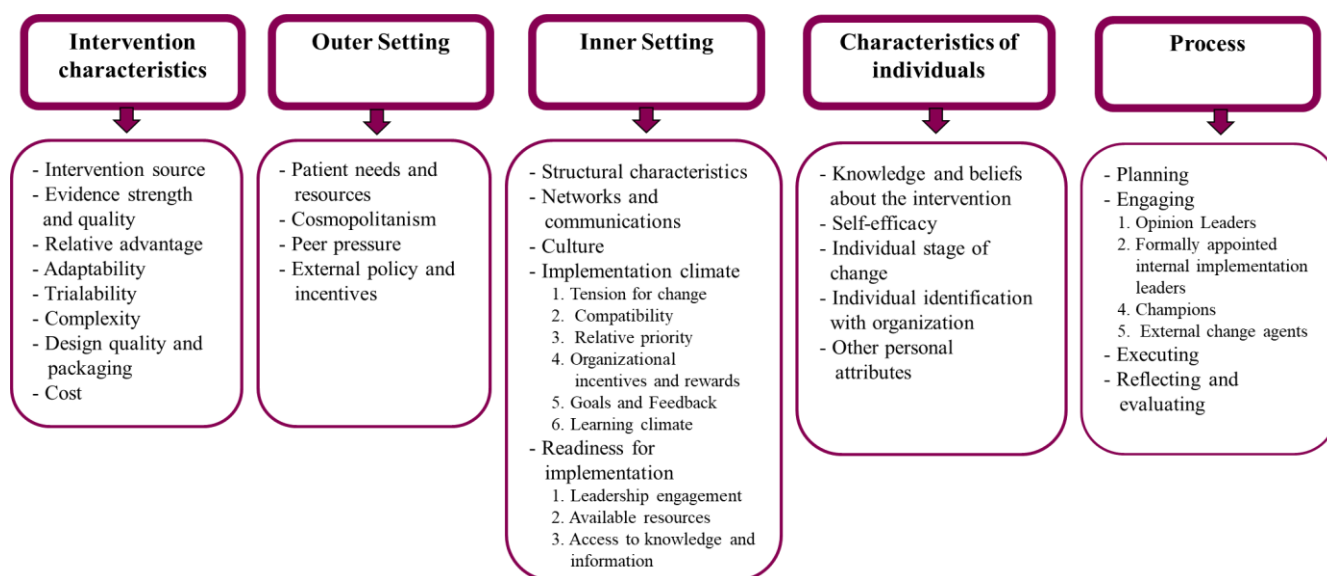 Intervention
characteristics
- Intervention source
- Evidence strength
and quality
- Relative advantage
- Adaptability
- Trialability
- Complexity
- Design quality and
packaging
- Cost
Outer Setting
- Patient needs and
resources
- Cosmopolitanism
- Peer pressure
- External policy and
incentives
Inner Setting
- Structural characteristics
- Networks and
communications
- Culture
- Implementation climate
1. Tension for change
2. Compatibility
3. Relative priority
4. Organizational
incentives and rewards
5. Goals and Feedback
6. Learning climate
- Readiness for
implementation
1. Leadership engagement
2. Available resources
3. Access to knowledge and
information
Characteristics of
individuals
- Knowledge and beliefs
about the intervention
- Self-efficacy
- Individual stage of
change
- Individual identification
with organization
- Other personal
attributes
Process
- Planning
- Engaging
1. Opinion Leaders
2. Formally appointed
internal implementation
leaders
4. Champions
5. External change agents
- Executing
- Reflecting and
evaluating